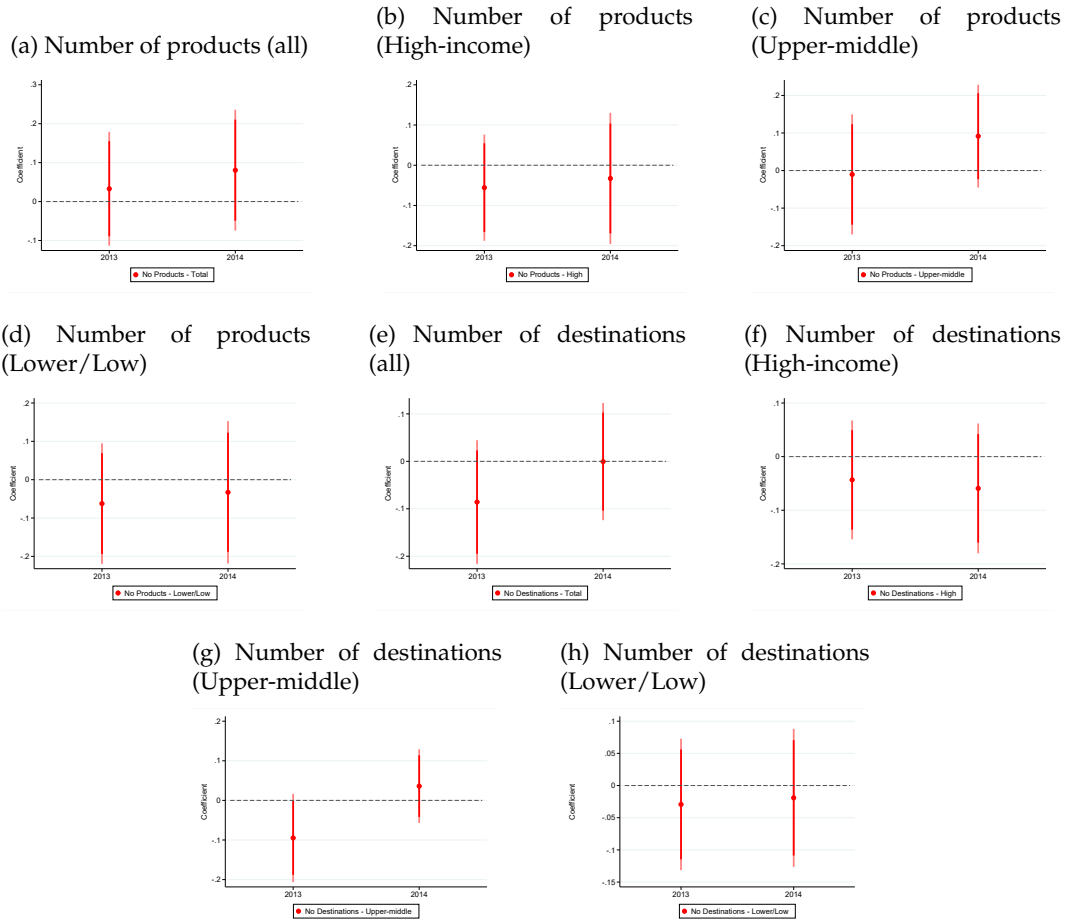 (a) Number of products (all)
(b) Number of products
(High-income)
(c) Number of products
(Upper-middle)
Coefficient
.3
.2
.1
0
-.1
2013
2014
No Products - Total
Coefficient
.2
.1
0
-.1
-.2
2013
2014
No Products - High
Coefficient
.2
.1
0
-.1
-.2
2013
2014
No Products - Upper-middle
(d) Number of products
(Lower/Low)
(e) Number of destinations
(all)
(f) Number of destinations
(High-income)
Coefficient
.2
.1
0
-.1
-.2
2013
2014
No Products - Lower/Low
Coefficient
.1
0
-.1
-.2
2013
2014
No Destinations - Total
Coefficient
.1
0
-.1
-.2
2013
2014
No Destinations - High
(g) Number of destinations
(Upper-middle)
(h) Number of destinations
(Lower/Low)
Coefficient
.2
.1
0
-.1
-.2
2013
2014
No Destinations - Upper-middle
Coefficient
.1
.05
0
-.05
-.1
-.15
2013
2014
No Destinations - Lower/Low